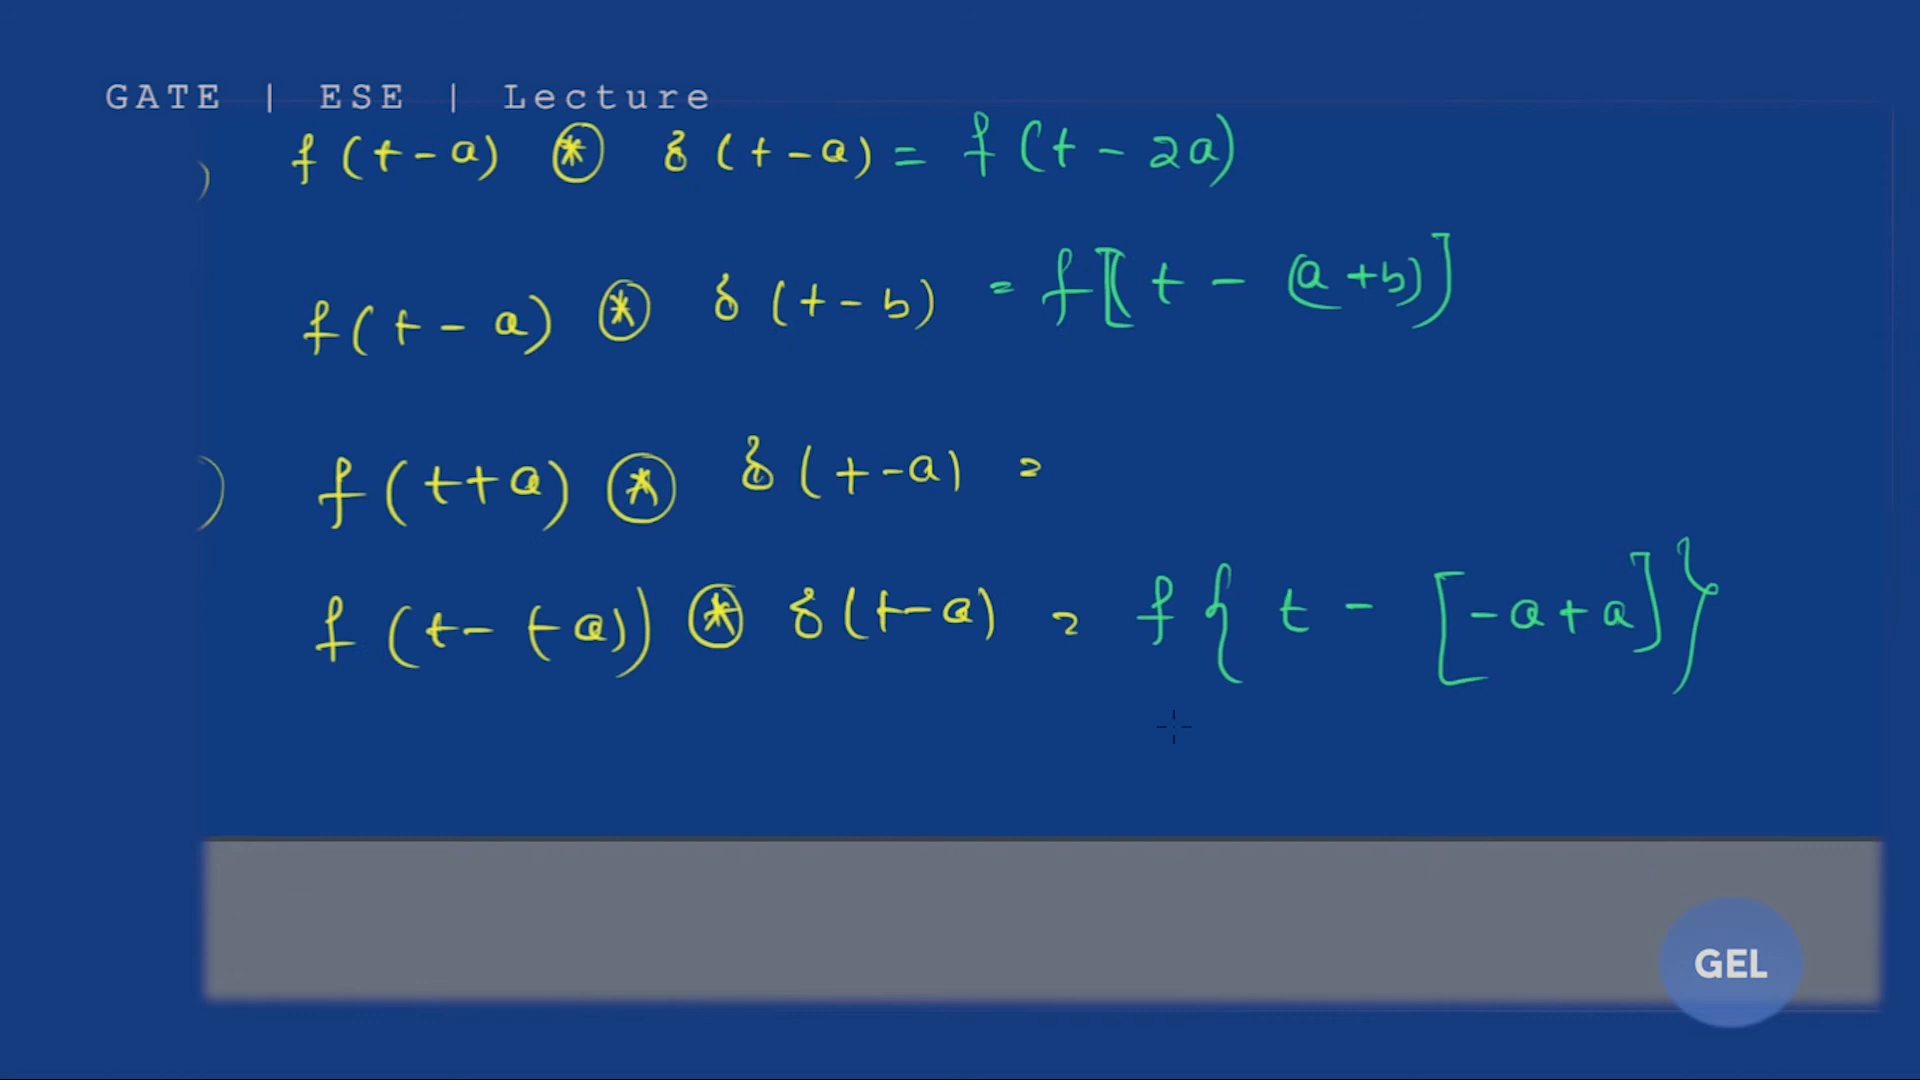 GATE | ESE | Lecture
) f(t-a) ⊛ δ(t-a) = f(t-2a)
f(t-a) ⊛ δ(t-b) = f[t-(a+b)]
) f(t+a) ⊛ δ(t-a) =
f(t-(-a)) ⊛ δ(t-a) = f{t-[-a+a]}
GEL